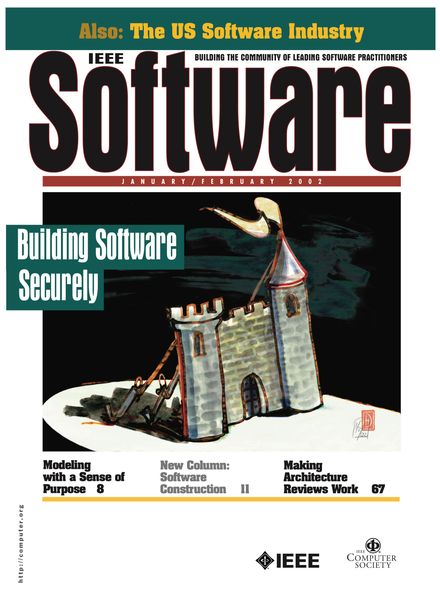 Also: The US Software Industry
IEEE
BUILDING THE COMMUNITY OF LEADING SOFTWARE PRACTITIONERS
Software
JANUARY/FEBRUARY 2002
Building Software
Securely
Modeling
with a Sense of
Purpose 8
New Column:
Software
Construction 11
Making
Architecture
Reviews Work 67
http://computer.org
IEEE
IEEE
COMPUTER
SOCIETY